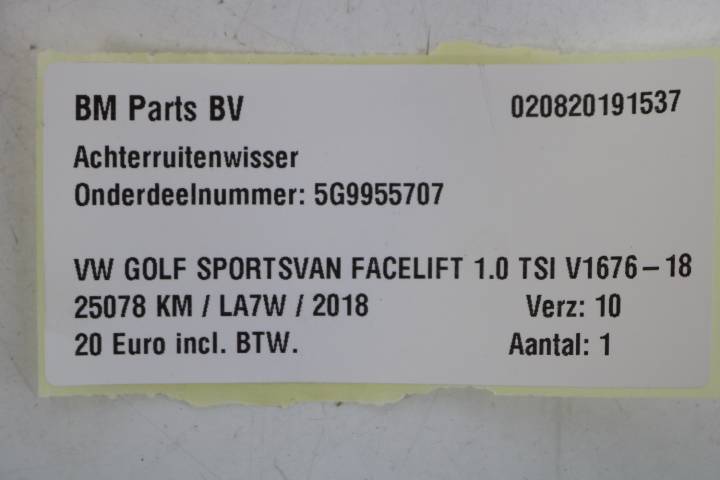 BM Parts BV 020820191537
Achterruitenwisser
Onderdeelnummer: 5G9955707
VW GOLF SPORTSVAN FACELIFT 1.0 TSI V1676-18
25078 KM / LA7W / 2018 Verz: 10
20 Euro incl. BTW. Aantal: 1